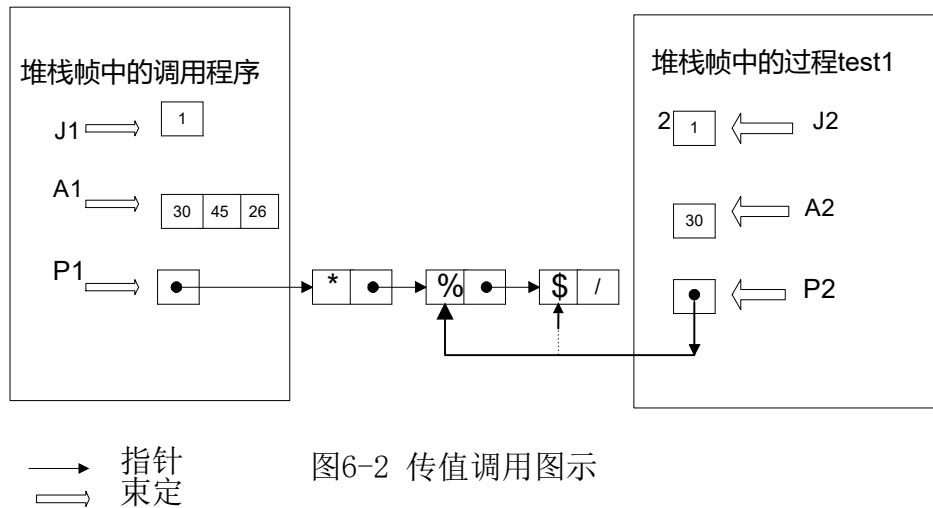 堆栈帧中的调用程序
J1
1
A1
30 45 26
P1
* % $ /
堆栈帧中的过程test1
2 1 J2
30 A2
P2
指针
束定
图6-2 传值调用图示